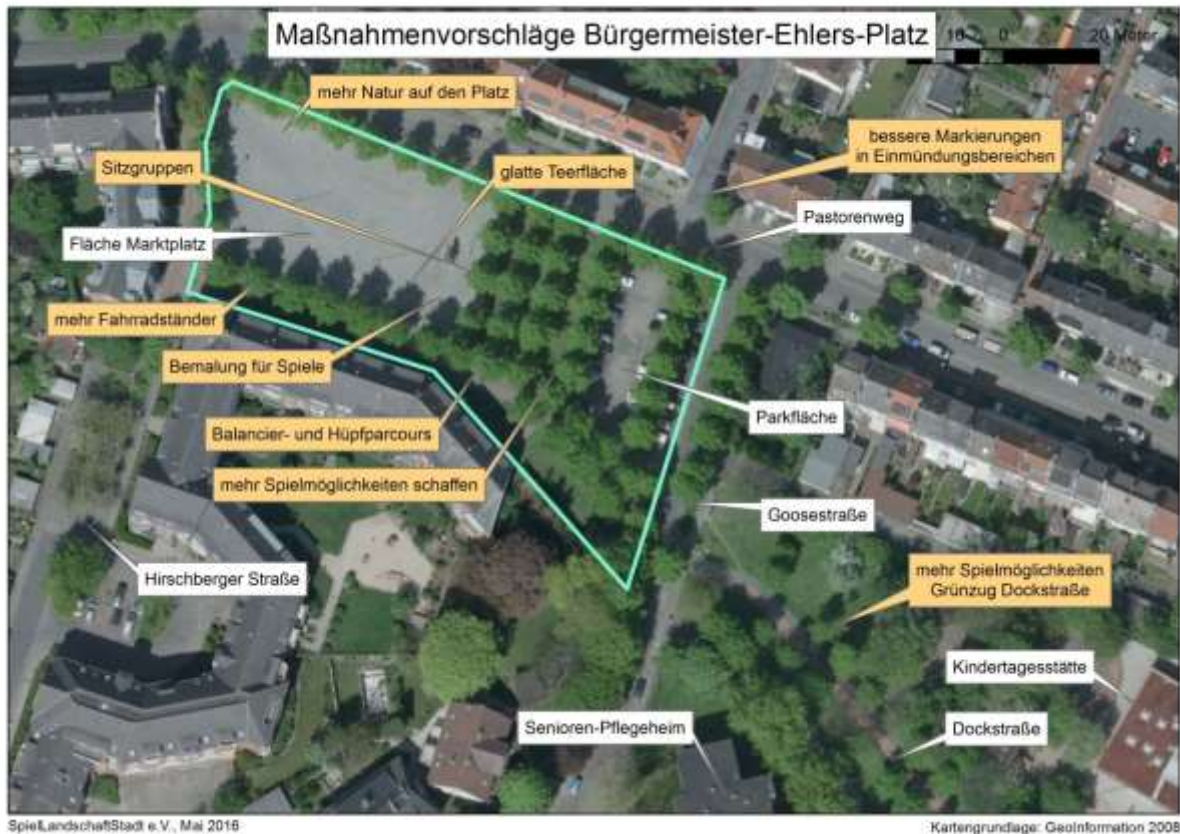 Maßnahmenvorschläge Bürgermeister-Ehlers-Platz
10 0 20 Meter
mehr Natur auf den Platz
bessere Markierungen
in Einmündungsbereichen
Sitzgruppen
glatte Teerfläche
Pastorenweg
Fläche Marktplatz
mehr Fahrradständer
Bemalung für Spiele
Parkfläche
Balancier- und Hüpfparcours
mehr Spielmöglichkeiten schaffen
Goosestraße
Hirschberger Straße
mehr Spielmöglichkeiten
Grünzug Dockstraße
Kindertagesstätte
Senioren-Pflegeheim
Dockstraße
SpielLandschaftStadt e.V., Mai 2016
Kartengrundlage: GeoInformation 2008